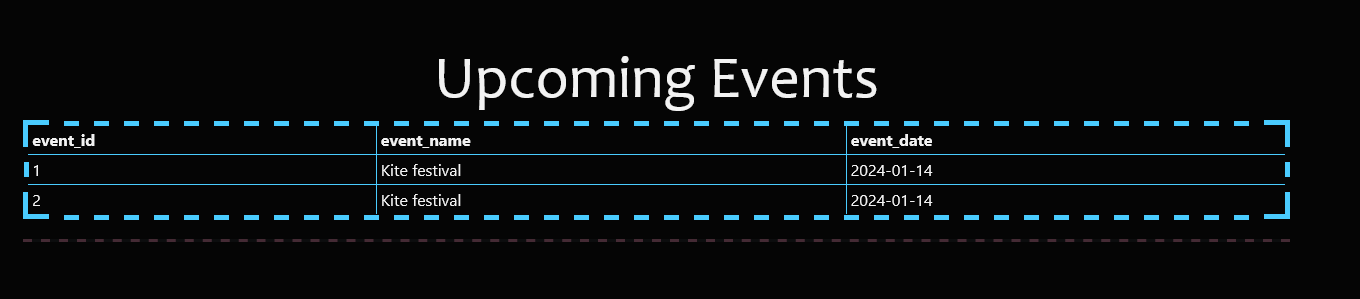 Upcoming Events
event_id event_name event_date
1 Kite festival 2024-01-14
2 Kite festival 2024-01-14